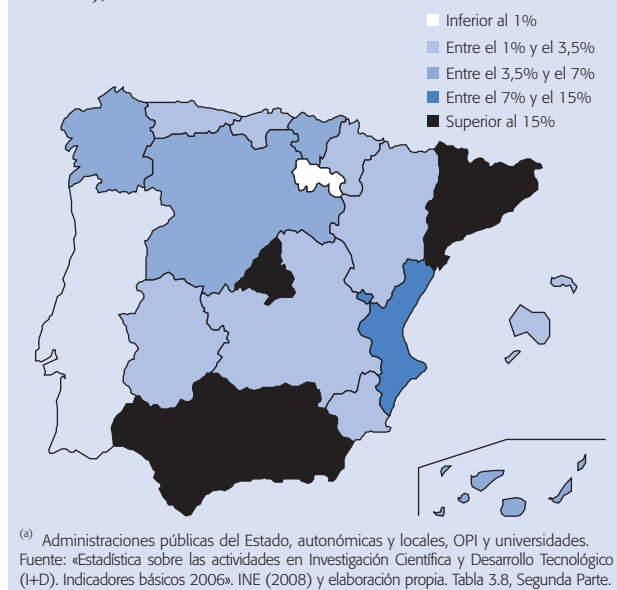 Inferior al 1%
Entre el 1% y el 3,5%
Entre el 3,5% y el 7%
Entre el 7% y el 15%
Superior al 15%
(a) Administraciones públicas del Estado, autonómicas y locales, OPI y universidades.
Fuente: «Estadística sobre las actividades en Investigación Científica y Desarrollo Tecnológico
(I+D). Indicadores básicos 2006». INE (2008) y elaboración propia. Tabla 3.8, Segunda Parte.